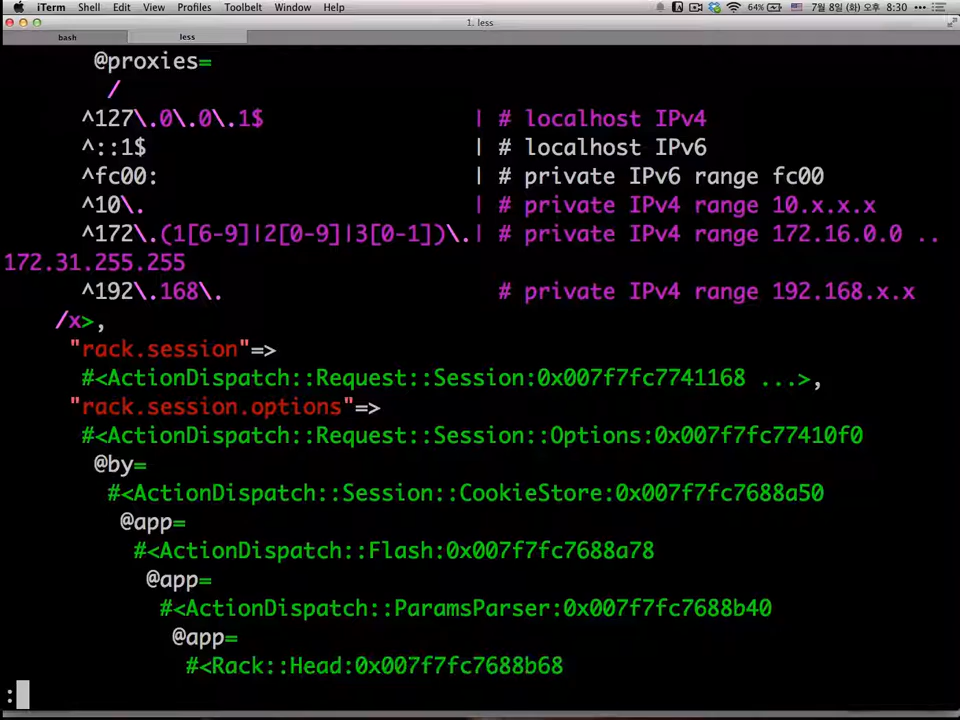 iTerm Shell Edit View Profiles Toolbelt Window Help 64% 7월 8일 (화) 오후 8:30
1. less
bash less
@proxies=
/
^127\.0\.0\.1$ | # localhost IPv4
^::1$ | # localhost IPv6
^fc00: | # private IPv6 range fc00
^10\. | # private IPv4 range 10.x.x.x
^172\.(1[6-9]|2[0-9]|3[0-1])\.| # private IPv4 range 172.16.0.0 ..
172.31.255.255
^192\.168\. # private IPv4 range 192.168.x.x
/x>,
"rack.session"=>
#<ActionDispatch::Request::Session:0x007f7fc7741168 ...>,
"rack.session.options"=>
#<ActionDispatch::Request::Session::Options:0x007f7fc77410f0
@by=
#<ActionDispatch::Session::CookieStore:0x007f7fc7688a50
@app=
#<ActionDispatch::Flash:0x007f7fc7688a78
@app=
#<ActionDispatch::ParamsParser:0x007f7fc7688b40
@app=
#<Rack::Head:0x007f7fc7688b68
: